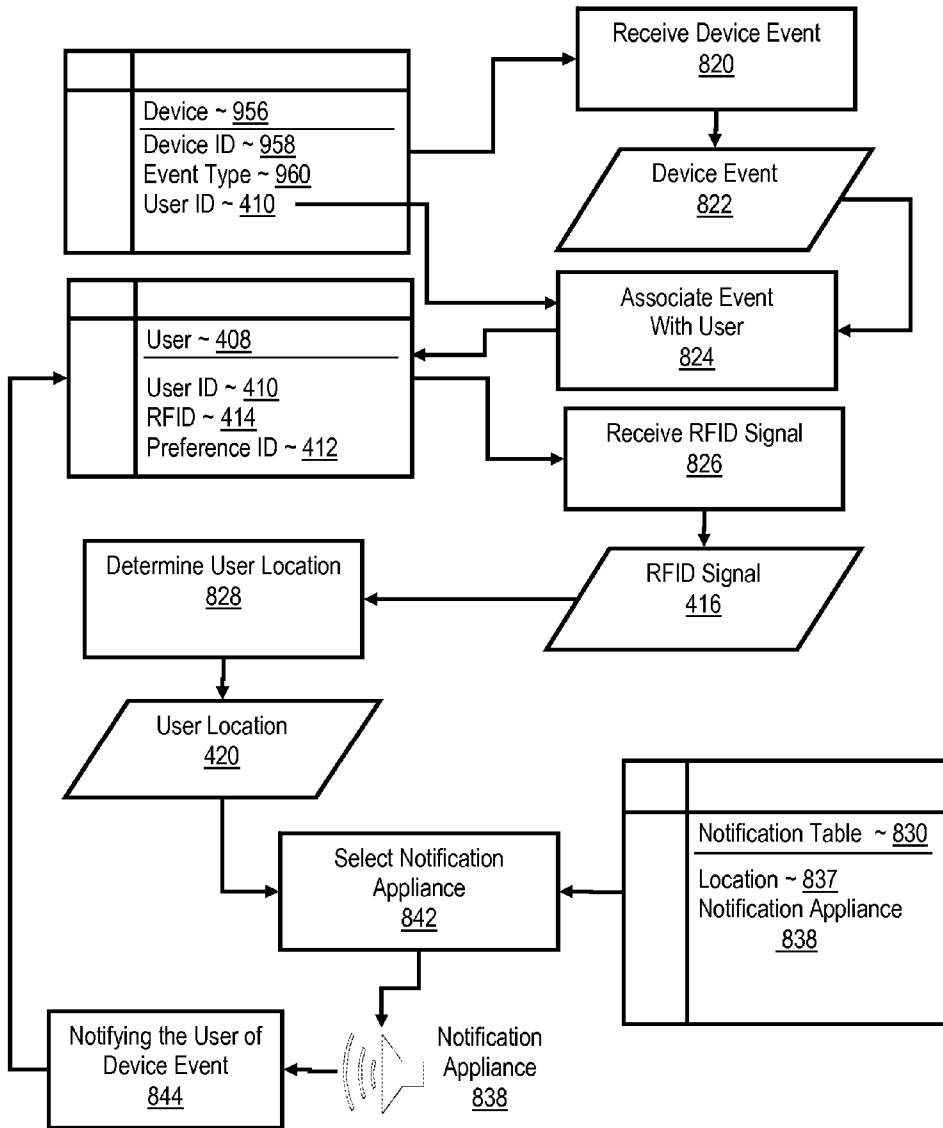 Receive Device Event
820
Device ~ 956
Device ID ~ 958
Event Type ~ 960
User ID ~ 410
Device Event
822
Associate Event
With User
824
User ~ 408
User ID ~ 410
RFID ~ 414
Preference ID ~ 412
Receive RFID Signal
826
Determine User Location
828
RFID Signal
416
User Location
420
Select Notification
Appliance
842
Notification Table ~ 830
Location ~ 837
Notification Appliance
838
Notifying the User of
Device Event
844
Notification
Appliance
838